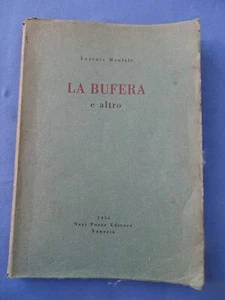 Eugenio Montale
LA BUFERA
e altro
1956
Neri Pozza Editore
Venezia